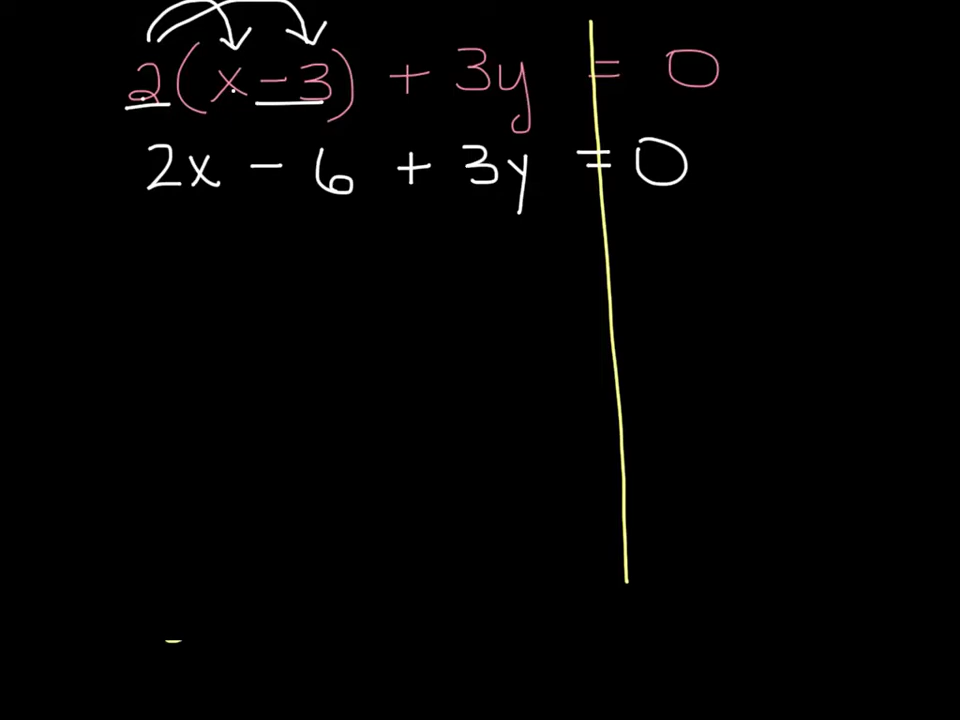 2(x - 3) + 3y = 0
2x - 6 + 3y = 0